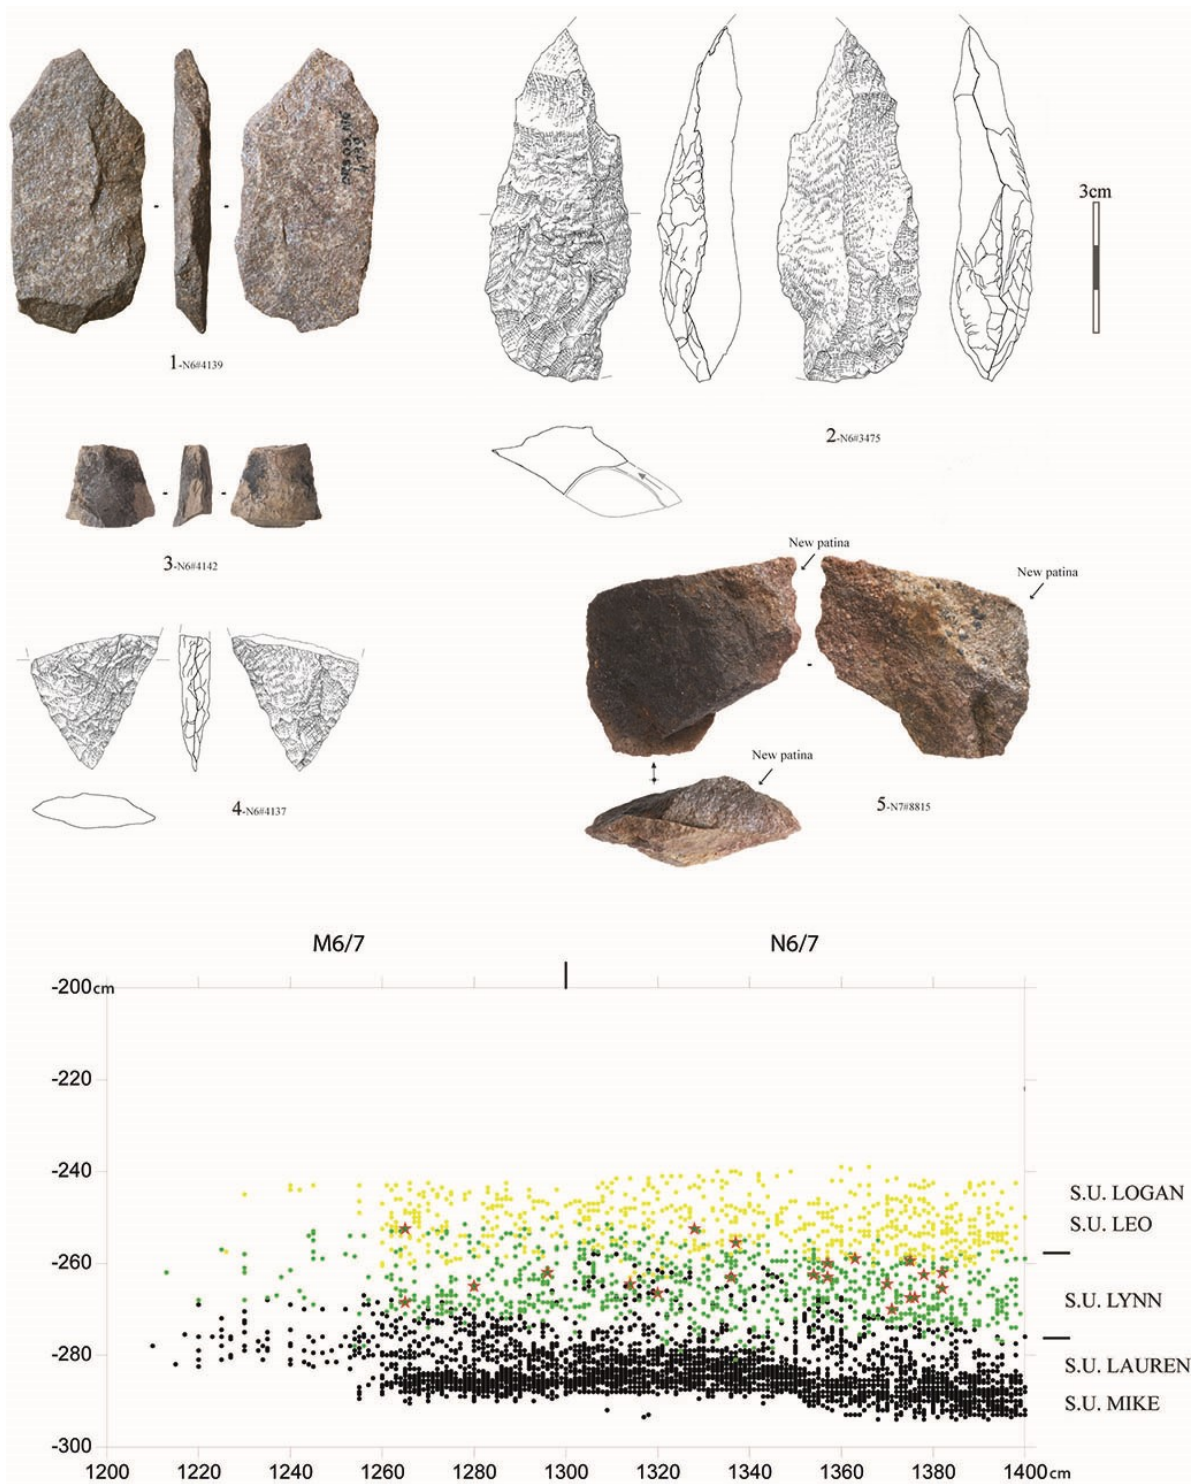 3cm
1-N6#4139
2-N6#3475
3-N6#4142
New patina
New patina
4-N6#4137
New patina
5-N7#8815
M6/7
N6/7
-200cm
-220
-240
S.U. LOGAN
S.U. LEO
-260
S.U. LYNN
-280
S.U. LAUREN
S.U. MIKE
-300
1200 1220 1240 1260 1280 1300 1320 1340 1360 1380 1400 cm